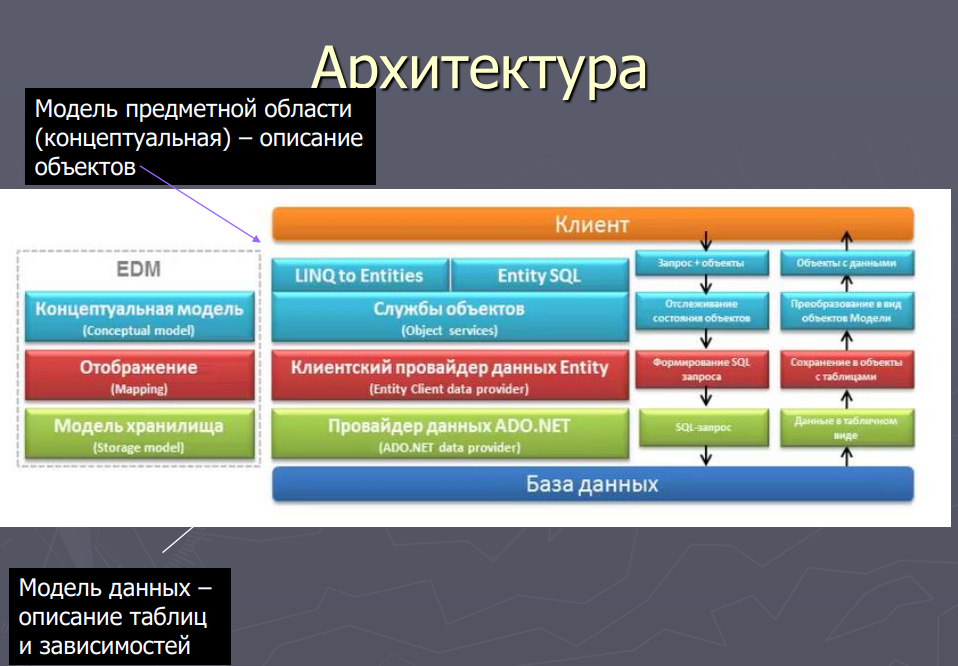 Архитектура
Модель предметной области
(концептуальная) – описание
объектов
Клиент
EDM
LINQ to Entities
Entity SQL
Запрос + объекты
Объекты с данными
Концептуальная модель
(Conceptual model)
Службы объектов
(Object services)
Отслеживание
состояния объектов
Преобразование в вид
объектов Модели
Отображение
(Mapping)
Клиентский провайдер данных Entity
(Entity Client data provider)
Формирование SQL
запроса
Сохранение в объекты
с таблицами
Модель хранилища
(Storage model)
Провайдер данных ADO.NET
(ADO.NET data provider)
SQL-запрос
Данные в табличном
виде
База данных
Модель данных –
описание таблиц
и зависимостей